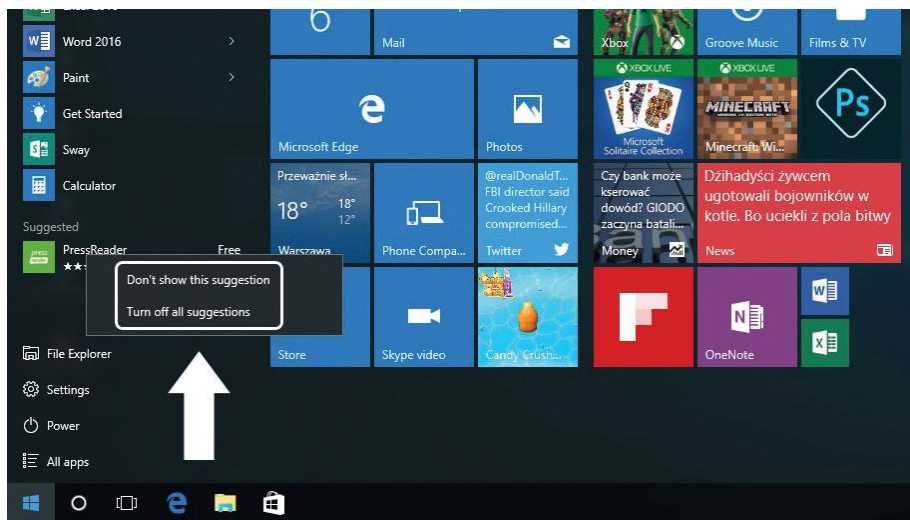 Word 2016
Paint
Get Started
Sway
Calculator
Suggested
PressReader Free
Don't show this suggestion
Turn off all suggestions
File Explorer
Settings
Power
All apps
6
Mail
Microsoft Edge
Photos
Przeważnie sł...
18° 18°
12°
Warszawa
Phone Compa...
@realDonaldT...
FBI director said
Crooked Hillary
compromised...
Twitter
Store
Skype video
Candy Crush...
Xbox
Groove Music
Films & TV
XBOX LIVE
Microsoft
Solitaire Collection
XBOX LIVE
MINECRAFT
Minecraft: Wi...
Ps
Czy bank może
kserować
dowód? GIODO
zaczyna batali...
Money
Dżihadyści żywcem
ugotowali bojowników w
kotle. Bo uciekli z pola bitwy
News
OneNote